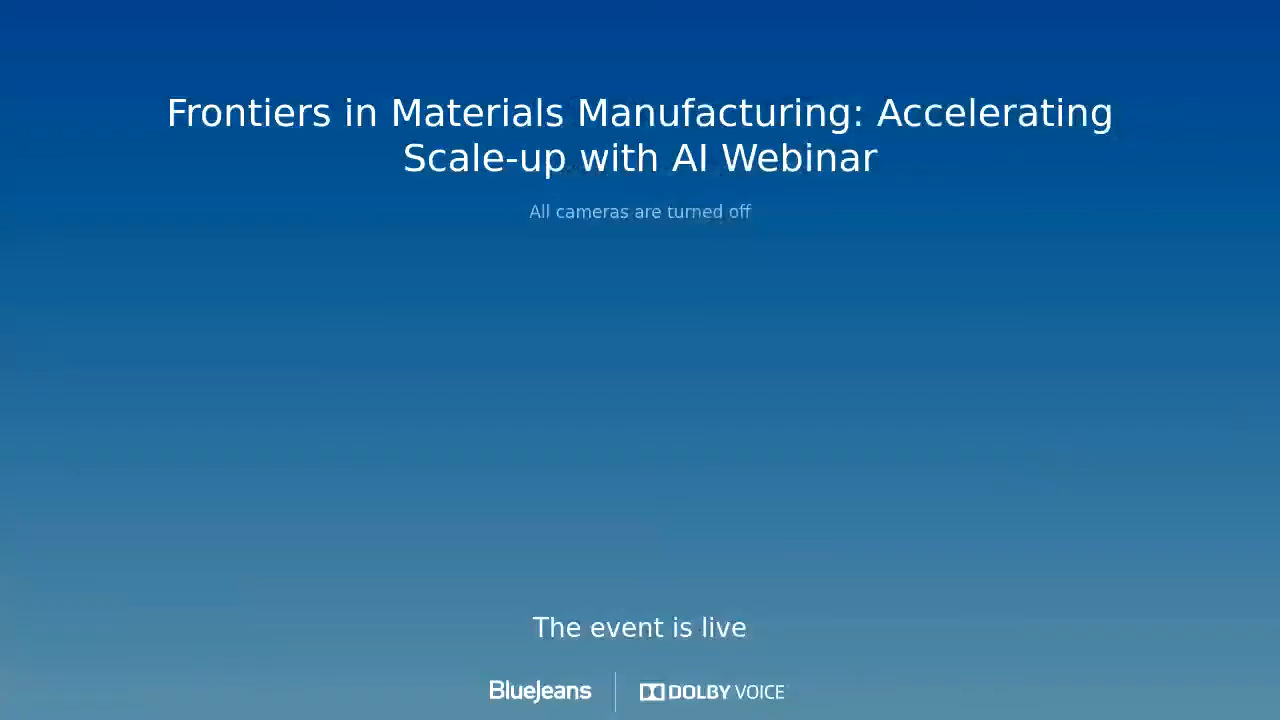 Frontiers in Materials Manufacturing: Accelerating
Scale-up with AI Webinar
All cameras are turned off
The event is live
BlueJeans
DOLBY VOICE